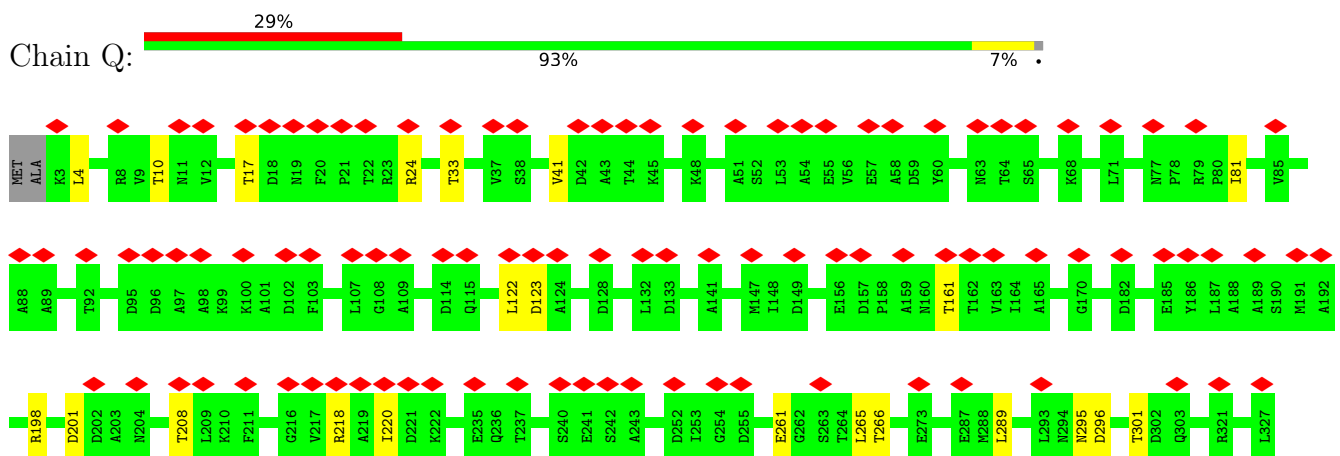 29%
Chain Q:
93% 7% •
MET ALA K3 L4 R8 V9 T10 N11 V12 T17 D18 N19 F20 P21 T22 R23 R24 T33 V37 S38 V41 D42 A43 T44 K45 K48 A51 S52 L53 A54 E55 V56 E57 A58 D59 Y60 N63 T64 S65 K68 L71 N77 P78 R79 P80 I81 V85
A88 A89 T92 D95 D96 A97 A98 K99 K100 A101 D102 F103 L107 G108 A109 D114 Q115 L122 D123 A124 D128 L132 D133 A141 M147 I148 D149 E156 D157 P158 A159 N160 T161 T162 V163 I164 A165 G170 D182 E185 Y186 L187 A188 A189 S190 M191 A192
R198 D201 D202 A203 N204 T208 L209 K210 F211 G216 V217 R218 A219 I220 D221 K222 E235 Q236 T237 S240 E241 S242 A243 D252 I253 G254 D255 E261 G262 S263 T264 L265 T266 E273 E287 M288 L289 L293 N294 N295 D296 T301 D302 Q303 R321 L327